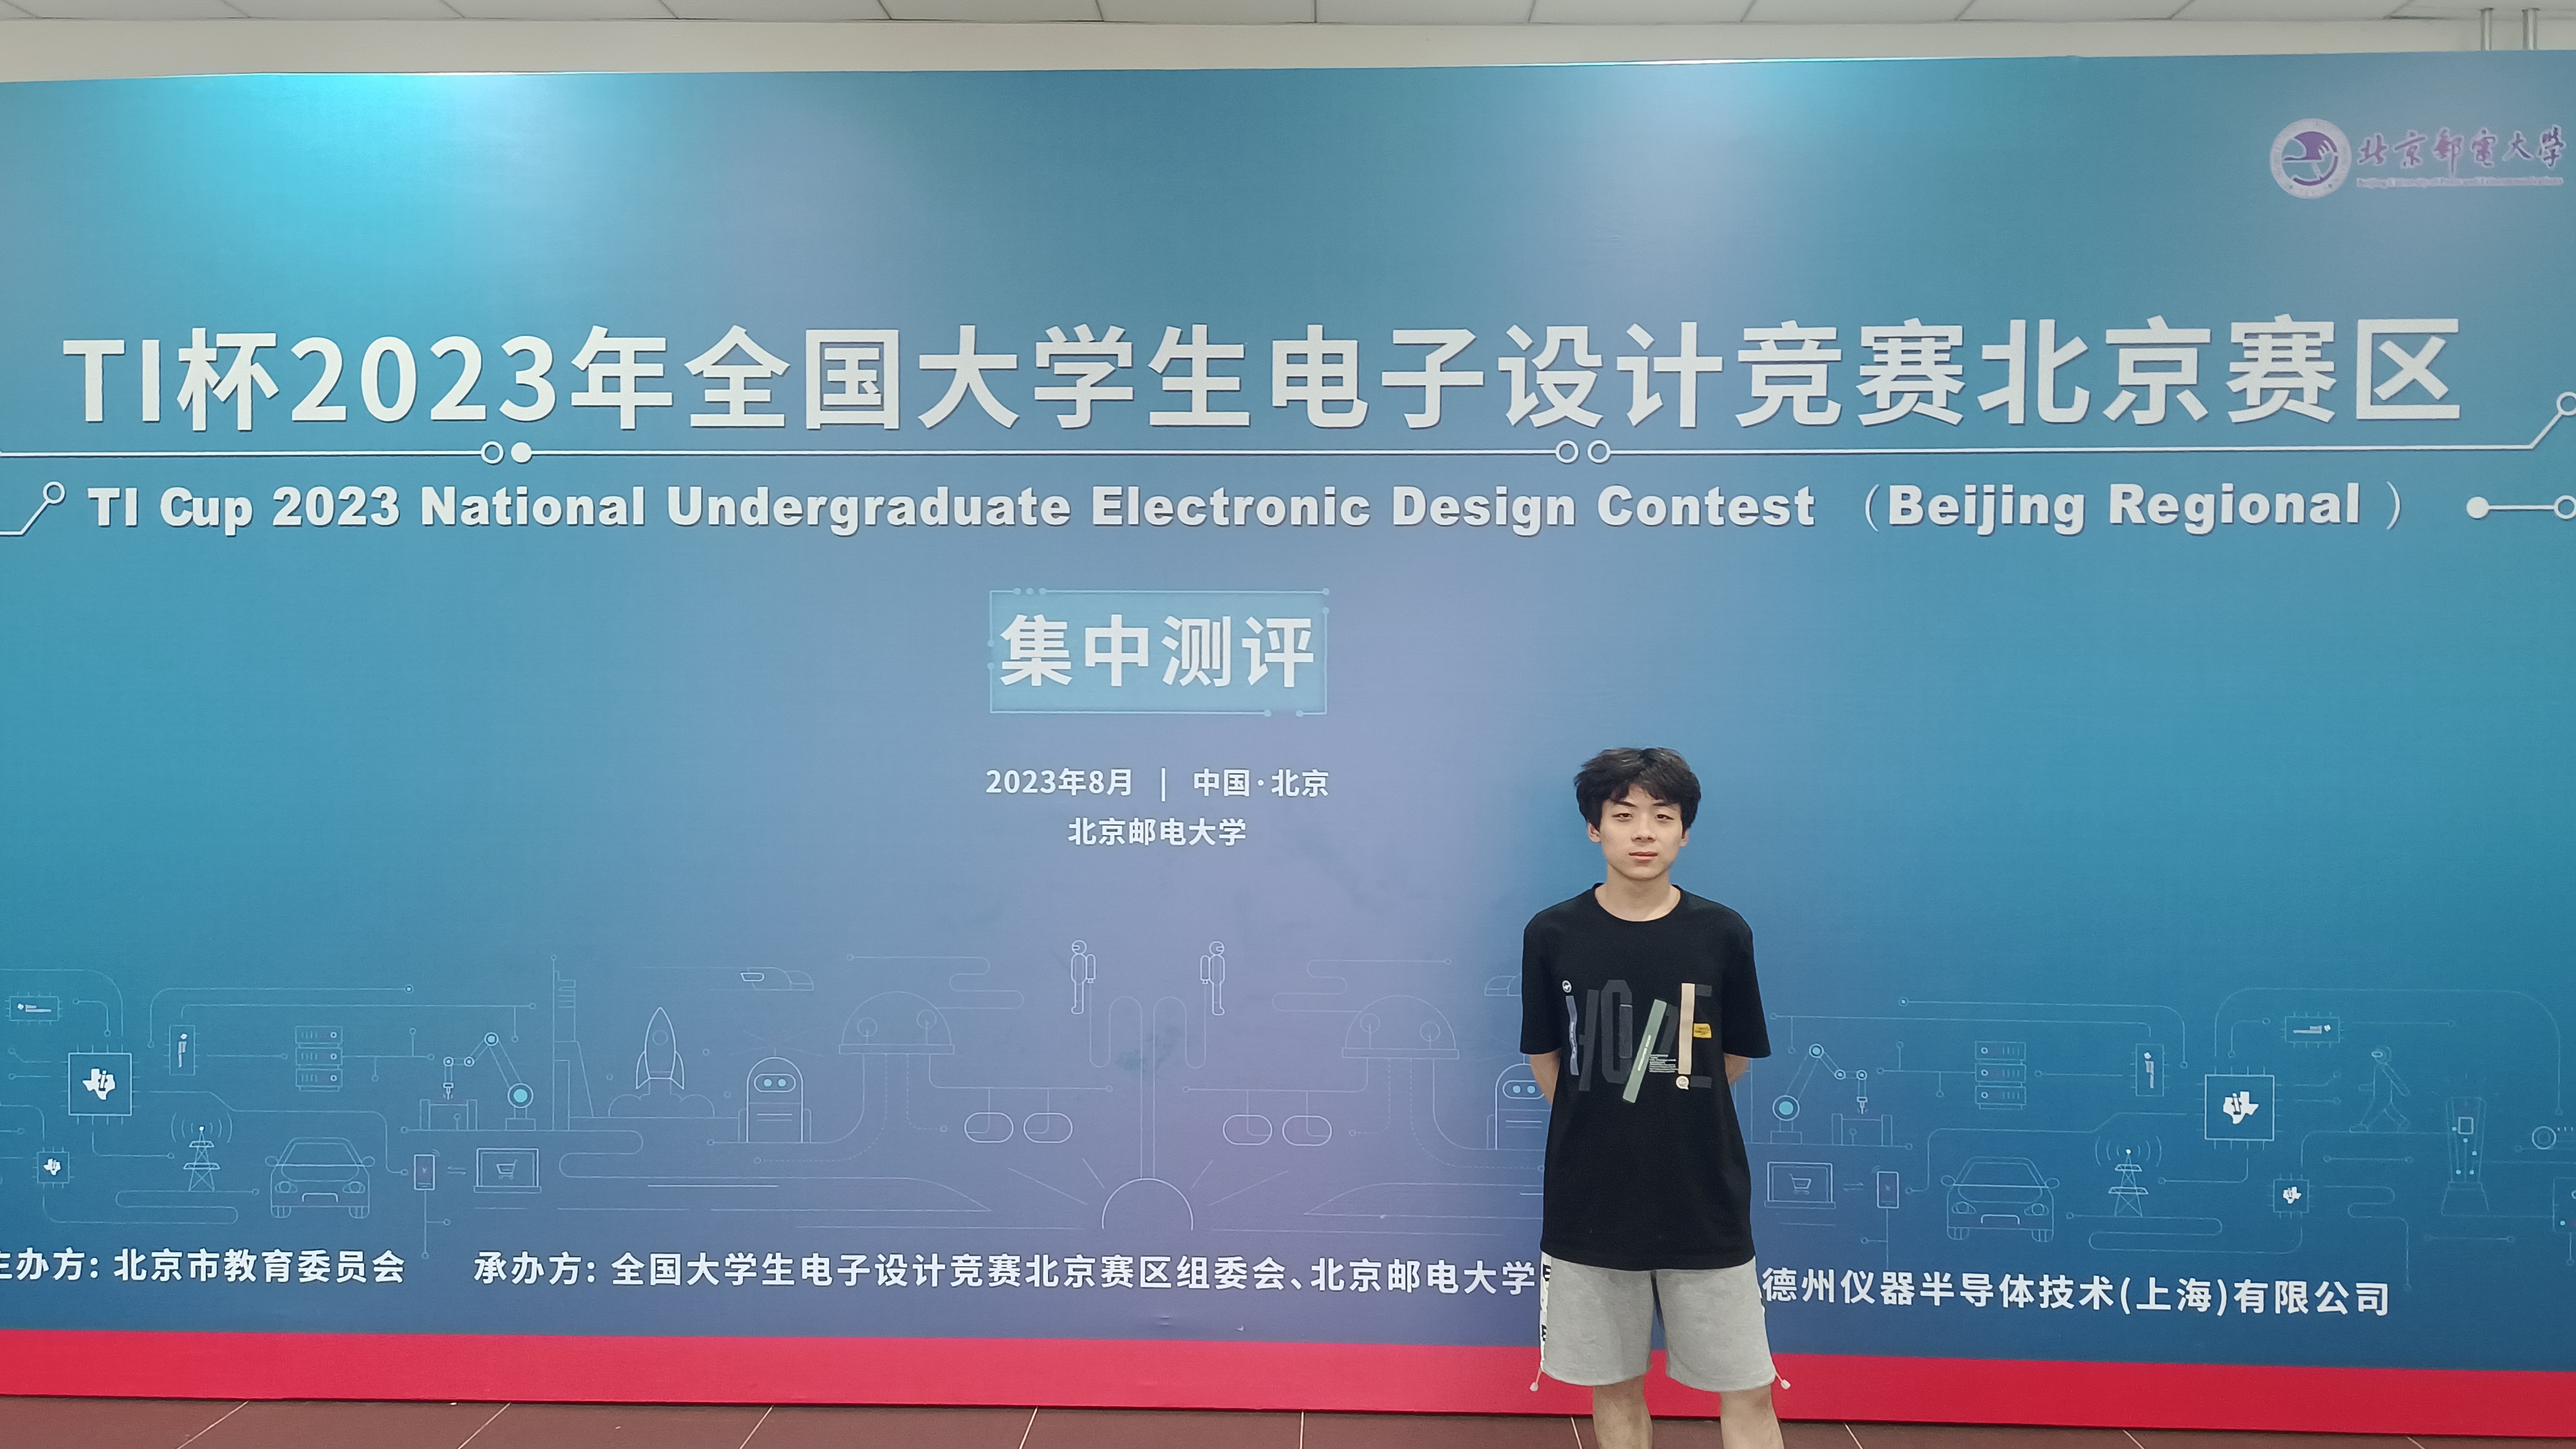 北京邮电大学
TI杯2023年全国大学生电子设计竞赛北京赛区
TI Cup 2023 National Undergraduate Electronic Design Contest （Beijing Regional ）
集中测评
2023年8月 | 中国·北京
北京邮电大学
HOPE
主办方: 北京市教育委员会 承办方: 全国大学生电子设计竞赛北京赛区组委会、北京邮电大学 德州仪器半导体技术(上海)有限公司